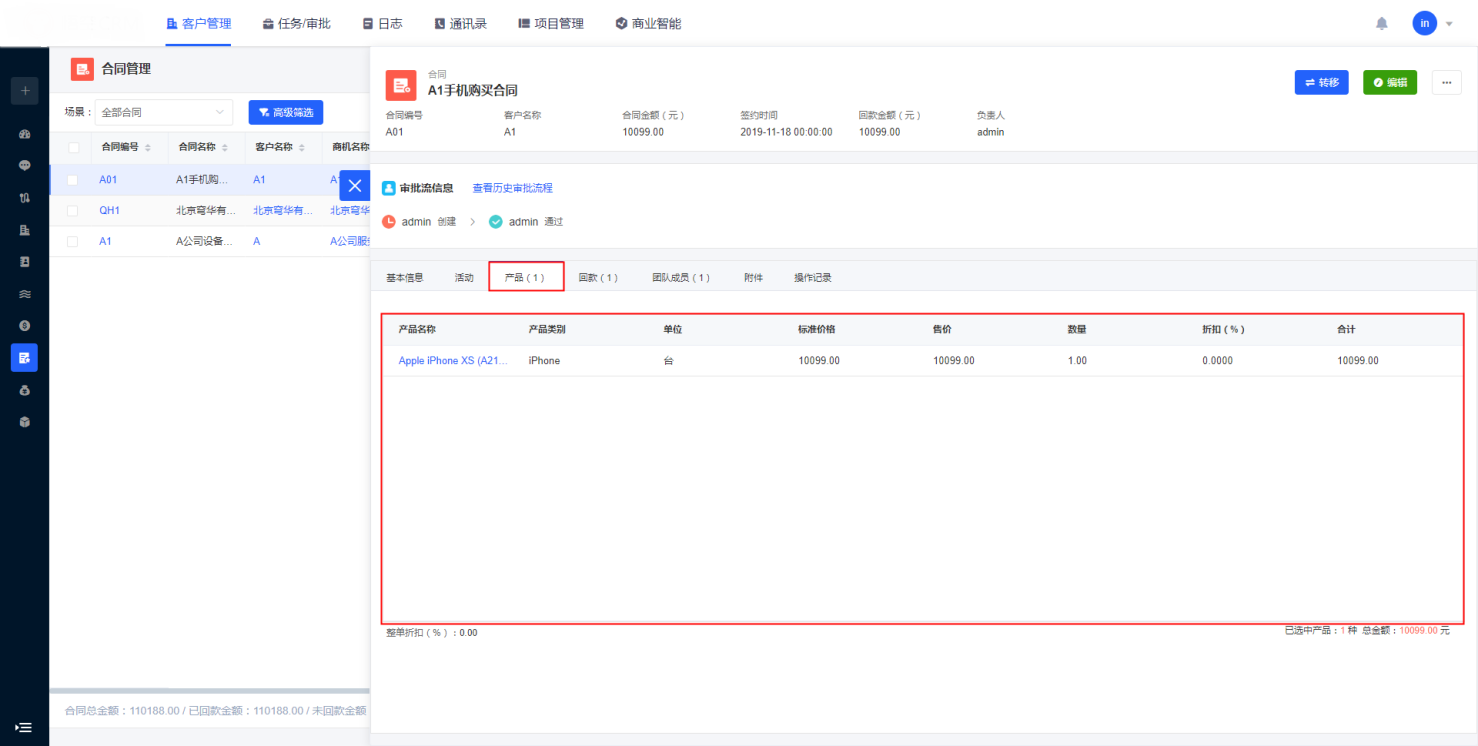 客户管理 任务/审批 日志 通讯录 项目管理 商业智能 in
合同管理
场景： 全部合同 高级筛选
合同编号 合同名称 客户名称 商机名称
A01 A1手机购... A1
QH1 北京穹华有... 北京穹华有... 北京穹华
A1 A公司设备... A A公司服
合同总金额：110188.00 / 已回款金额：110188.00 / 未回款金额
合同
A1手机购买合同
转移 编辑 ...
合同编号 客户名称 合同金额（元） 签约时间 回款金额（元） 负责人
A01 A1 10099.00 2019-11-18 00:00:00 10099.00 admin
审批流信息 查看历史审批流程
admin 创建 > admin 通过
基本信息 活动 产品（1） 回款（1） 团队成员（1） 附件 操作记录
产品名称 产品类别 单位 标准价格 售价 数量 折扣（%） 合计
Apple iPhone XS (A21... iPhone 台 10099.00 10099.00 1.00 0.0000 10099.00
整单折扣（%）：0.00 已选中产品：1 种 总金额：10099.00 元